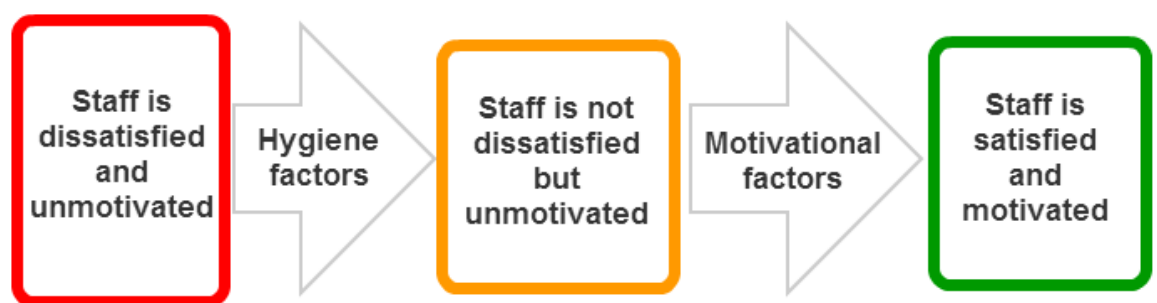 Staff is
dissatisfied
and
unmotivated
Hygiene
factors
Staff is not
dissatisfied
but
unmotivated
Motivational
factors
Staff is
satisfied
and
motivated